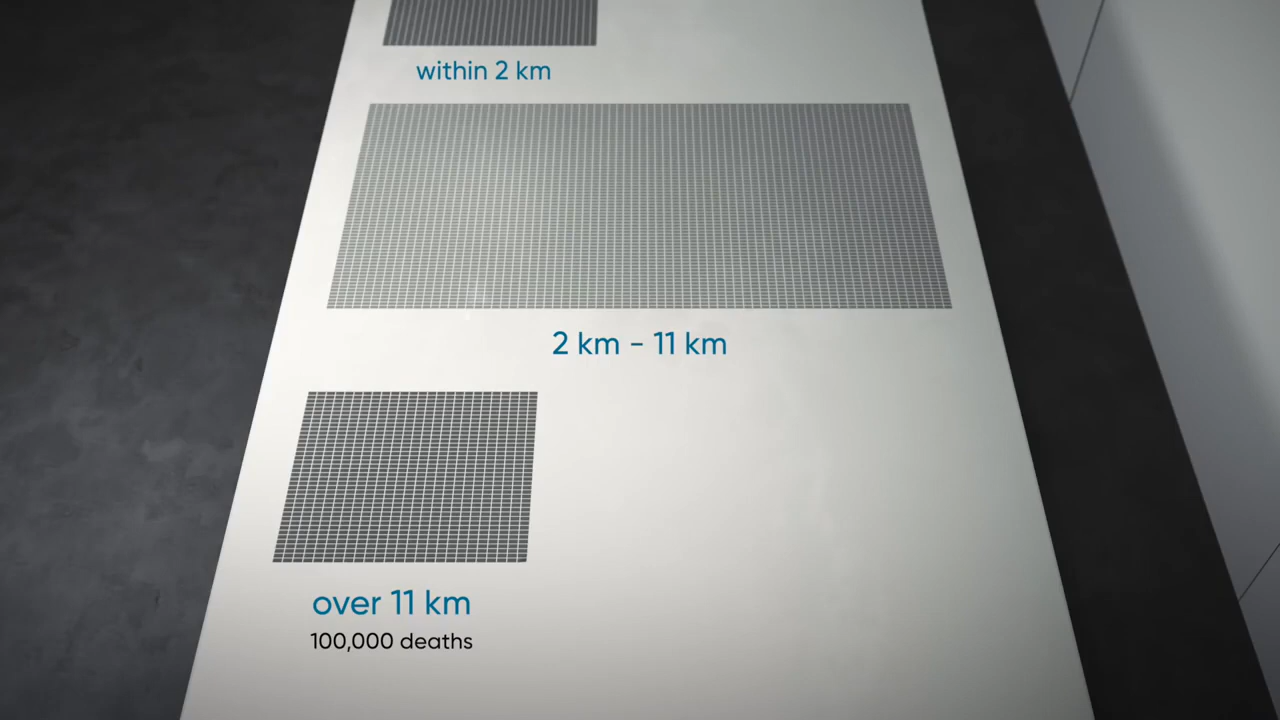 within 2 km
2 km - 11 km
over 11 km
100,000 deaths